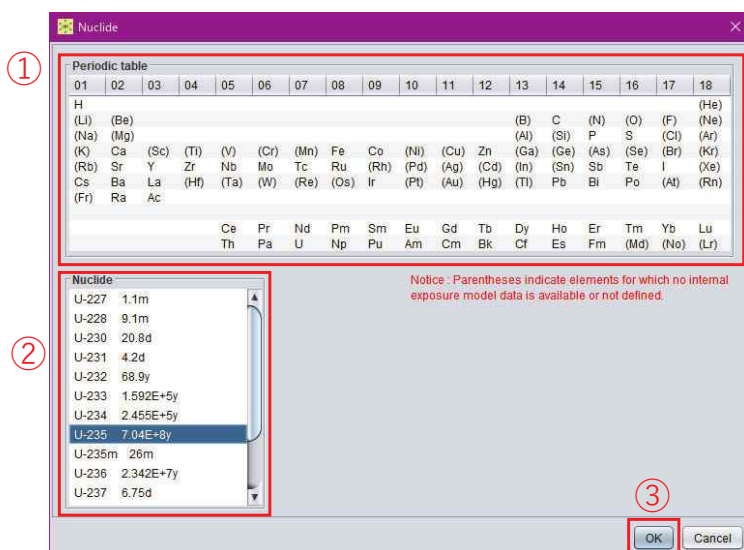 Nuclide
①
Periodic table
01 02 03 04 05 06 07 08 09 10 11 12 13 14 15 16 17 18
H (He)
(Li) (Be) (B) C (N) (O) (F) (Ne)
(Na) (Mg) (Al) (Si) P S (Cl) (Ar)
(K) Ca (Sc) (Ti) (V) (Cr) (Mn) Fe Co (Ni) (Cu) Zn (Ga) (Ge) (As) (Se) (Br) (Kr)
(Rb) Sr Y Zr Nb Mo Tc Ru (Rh) (Pd) (Ag) (Cd) (In) (Sn) Sb Te I (Xe)
Cs Ba La (Hf) (Ta) (W) (Re) (Os) Ir (Pt) (Au) (Hg) (Tl) Pb Bi Po (At) (Rn)
(Fr) Ra Ac
Ce Pr Nd Pm Sm Eu Gd Tb Dy Ho Er Tm Yb Lu
Th Pa U Np Pu Am Cm Bk Cf Es Fm (Md) (No) (Lr)
②
Nuclide
U-227 1.1m
U-228 9.1m
U-230 20.8d
U-231 4.2d
U-232 68.9y
U-233 1.592E+5y
U-234 2.455E+5y
U-235 7.04E+8y
U-235m 26m
U-236 2.342E+7y
U-237 6.75d
Notice : Parentheses indicate elements for which no internal
exposure model data is available or not defined.
③
OK Cancel